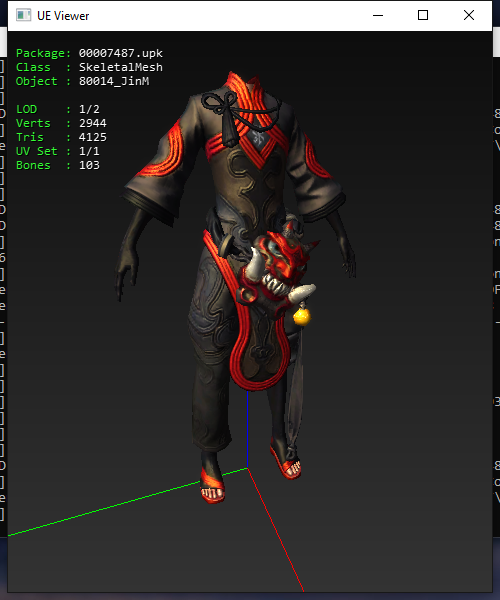 UE Viewer
Package: 00007487.upk
Class : SkeletalMesh
Object : 80014_JinM
LOD : 1/2
Verts : 2944
Tris : 4125
UV Set : 1/1
Bones : 103